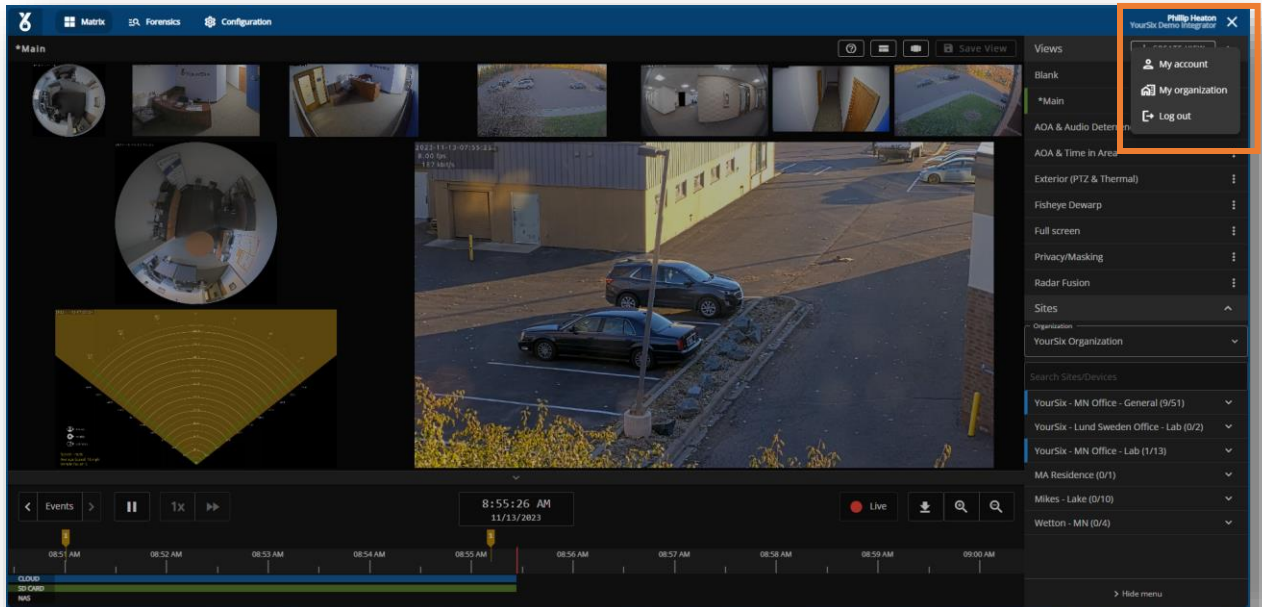 Matrix
Forensics
Configuration
Phillip Heaton
YourSix Demo Integrator
*Main
Save View
Views
Blank
*Main
AOA & Audio Deterren
AOA & Time in Area
Exterior (PTZ & Thermal)
Fisheye Dewarp
Full screen
Privacy/Masking
Radar Fusion
My account
My organization
Log out
Sites
Organization
YourSix Organization
Search Sites/Devices
YourSix - MN Office - General (9/51)
YourSix - Lund Sweden Office - Lab (0/2)
YourSix - MN Office - Lab (1/13)
MA Residence (0/1)
Mikes - Lake (0/10)
Wetton - MN (0/4)
Hide menu
8.00 fps
Events
1x
8:55:26 AM
11/13/2023
Live
08:51 AM 08:52 AM 08:53 AM 08:54 AM 08:55 AM 08:56 AM 08:57 AM 08:58 AM 08:59 AM 09:00 AM
CLOUD
SD CARD
NAS